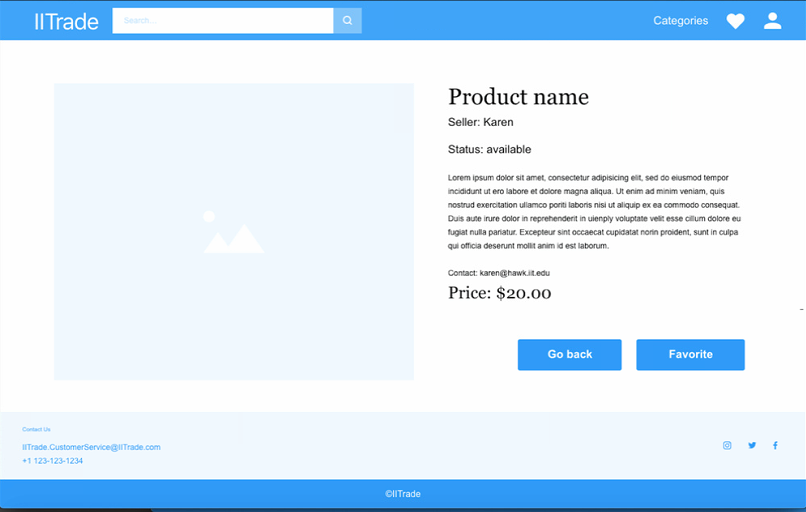 IITrade
Search...
Categories
Product name
Seller: Karen
Status: available
Lorem ipsum dolor sit amet, consectetur adipisicing elit, sed do eiusmod tempor
incididunt ut ero labore et dolore magna aliqua. Ut enim ad minim veniam, quis
nostrud exercitation ullamco poriti laboris nisi ut aliquip ex ea commodo consequat.
Duis aute irure dolor in reprehenderit in uienply voluptate velit esse cillum dolore eu
fugiat nulla pariatur. Excepteur sint occaecat cupidatat norin proident, sunt in culpa
qui officia deserunt mollit anim id est laborum.
Contact: karen@hawk.iit.edu
Price: $20.00
Go back
Favorite
Contact Us
IITrade.CustomerService@IITrade.com
+1 123-123-1234
©IITrade